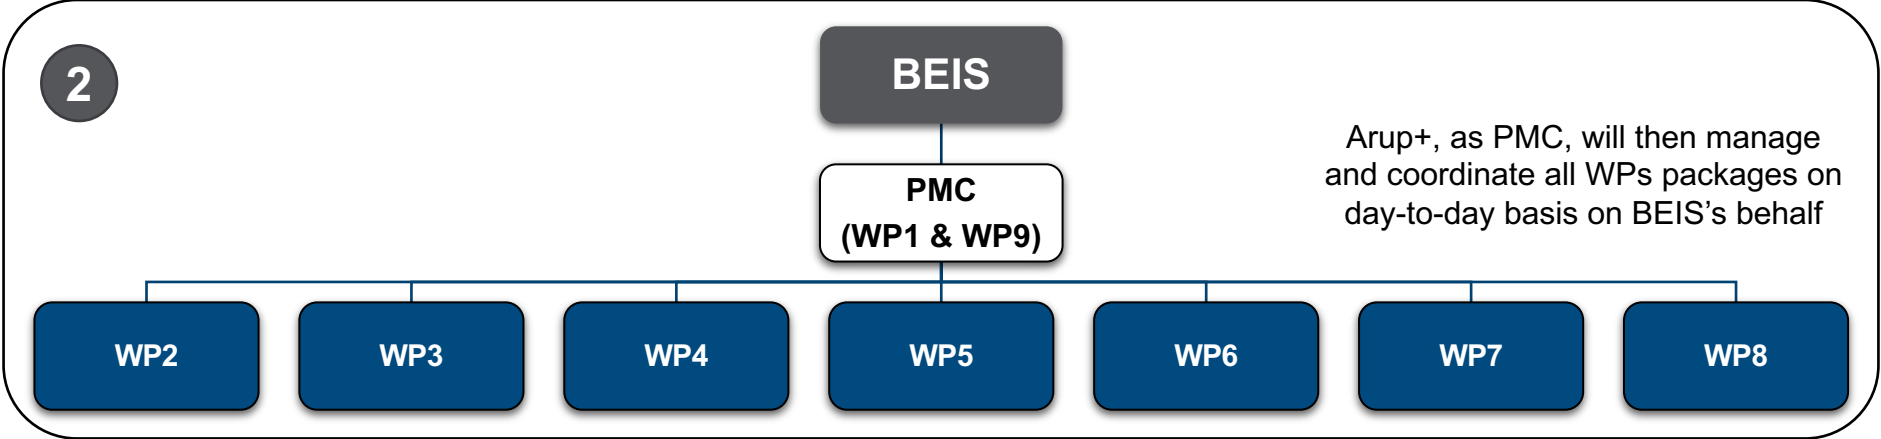 2
BEIS
Arup+, as PMC, will then manage
and coordinate all WPs packages on
day-to-day basis on BEIS’s behalf
PMC
(WP1 & WP9)
WP2
WP3
WP4
WP5
WP6
WP7
WP8